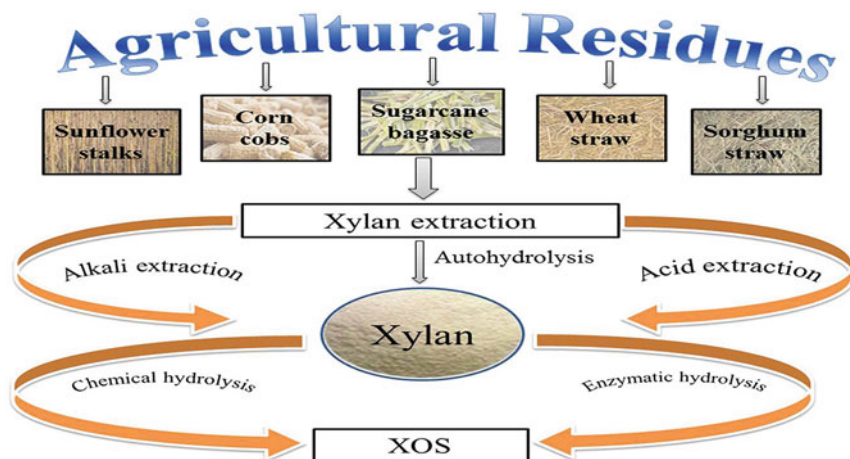 Agricultural Residues
Sunflower
stalks
Corn
cobs
Sugarcane
bagasse
Wheat
straw
Sorghum
straw
Xylan extraction
Alkali extraction
Autohydrolysis
Acid extraction
Xylan
Chemical hydrolysis
Enzymatic hydrolysis
XOS